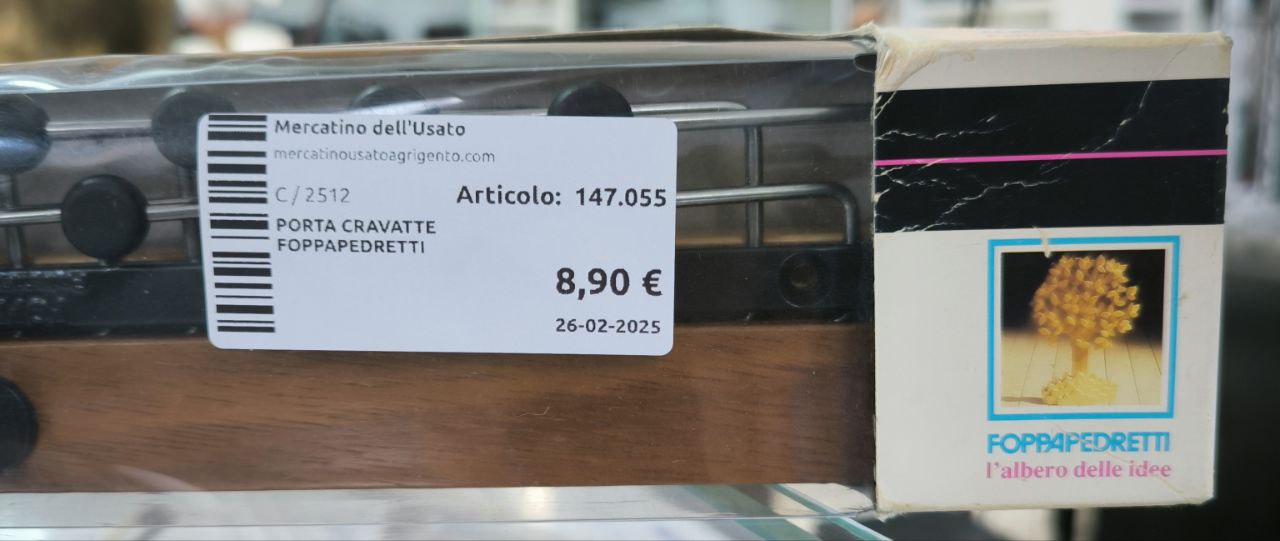 Mercatino dell'Usato
mercatinousatoagrigento.com
C/2512 Articolo: 147.055
PORTA CRAVATTE
FOPPAPEDRETTI
8,90 €
26-02-2025
FOPPAPEDRETTI
l'albero delle idee